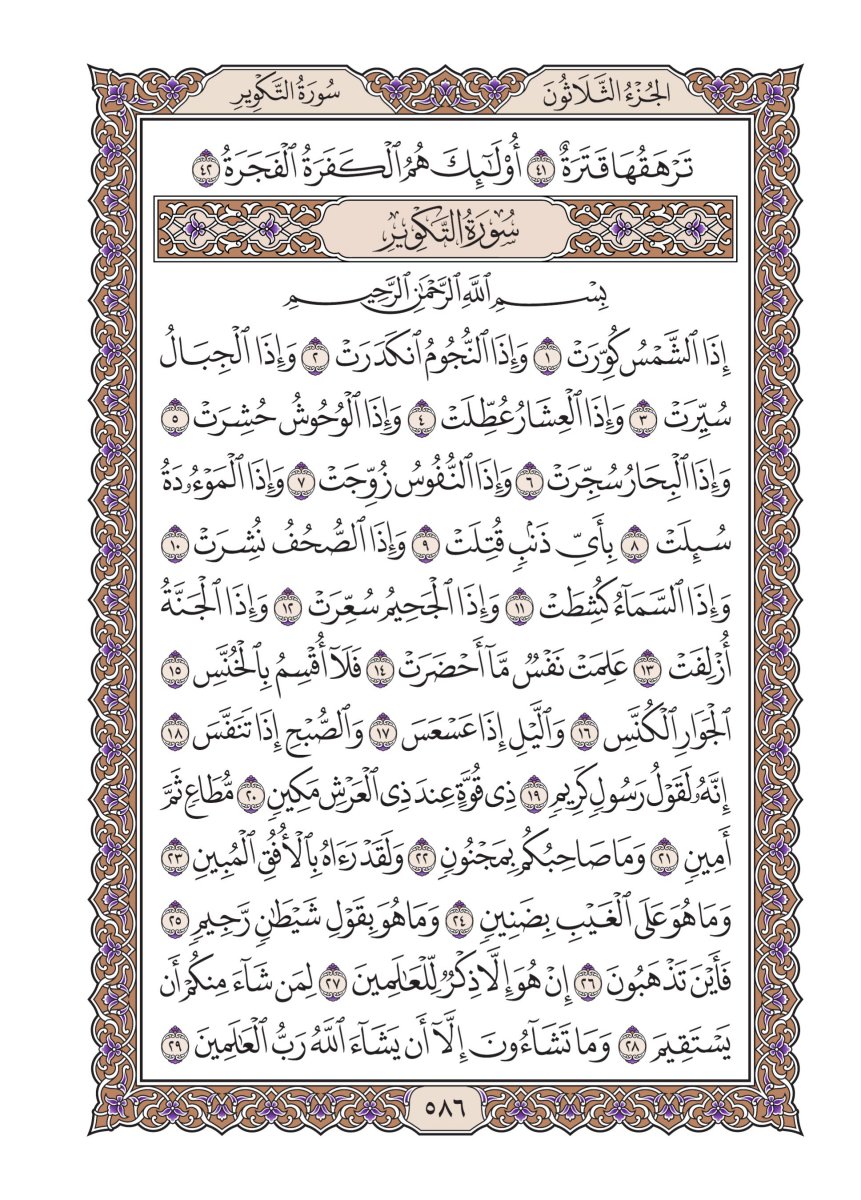 الجُزْءُ الثَّلَاثُونَ
سُورَةُ التَّكْوِيرِ
تَرْهَقُهَا قَتَرَةٌ ٤١ أُوْلَٰٓئِكَ هُمُ ٱلْكَفَرَةُ ٱلْفَجَرَةُ ٤٢
سُورَةُ التَّكْوِيرِ
بِسْمِ ٱللَّهِ ٱلرَّحْمَٰنِ ٱلرَّحِيمِ
إِذَا ٱلشَّمْسُ كُوِّرَتْ ١ وَإِذَا ٱلنُّجُومُ ٱنكَدَرَتْ ٢ وَإِذَا ٱلْجِبَالُ
سُيِّرَتْ ٣ وَإِذَا ٱلْعِشَارُ عُطِّلَتْ ٤ وَإِذَا ٱلْوُحُوشُ حُشِرَتْ ٥
وَإِذَا ٱلْبِحَارُ سُجِّرَتْ ٦ وَإِذَا ٱلنُّفُوسُ زُوِّجَتْ ٧ وَإِذَا ٱلْمَوْءُۥدَةُ
سُئِلَتْ ٨ بِأَيِّ ذَنۢبٍ قُتِلَتْ ٩ وَإِذَا ٱلصُّحُفُ نُشِرَتْ ١٠
وَإِذَا ٱلسَّمَآءُ كُشِطَتْ ١١ وَإِذَا ٱلْجَحِيمُ سُعِّرَتْ ١٢ وَإِذَا ٱلْجَنَّةُ
أُزْلِفَتْ ١٣ عَلِمَتْ نَفْسٌ مَّآ أَحْضَرَتْ ١٤ فَلَآ أُقْسِمُ بِٱلْخُنَّسِ ١٥
ٱلْجَوَارِ ٱلْكُنَّسِ ١٦ وَٱلَّيْلِ إِذَا عَسْعَسَ ١٧ وَٱلصُّبْحِ إِذَا تَنَفَّسَ ١٨
إِنَّهُۥ لَقَوْلُ رَسُولٍ كَرِيمٍ ١٩ ذِي قُوَّةٍ عِندَ ذِي ٱلْعَرْشِ مَكِينٍ ٢٠ مُّطَاعٍ ثَمَّ
أَمِينٍ ٢١ وَمَا صَاحِبُكُم بِمَجْنُونٍ ٢٢ وَلَقَدْ رَءَاهُ بِٱلْأُفُقِ ٱلْمُبِينِ ٢٣
وَمَا هُوَ عَلَى ٱلْغَيْبِ بِضَنِينٍ ٢٤ وَمَا هُوَ بِقَوْلِ شَيْطَٰنٍ رَّجِيمٍ ٢٥
فَأَيْنَ تَذْهَبُونَ ٢٦ إِنْ هُوَ إِلَّا ذِكْرٌ لِّلْعَٰلَمِينَ ٢٧ لِمَن شَآءَ مِنكُمْ أَن
يَسْتَقِيمَ ٢٨ وَمَا تَشَآءُونَ إِلَّآ أَن يَشَآءَ ٱللَّهُ رَبُّ ٱلْعَٰلَمِينَ ٢٩
٥٨٦